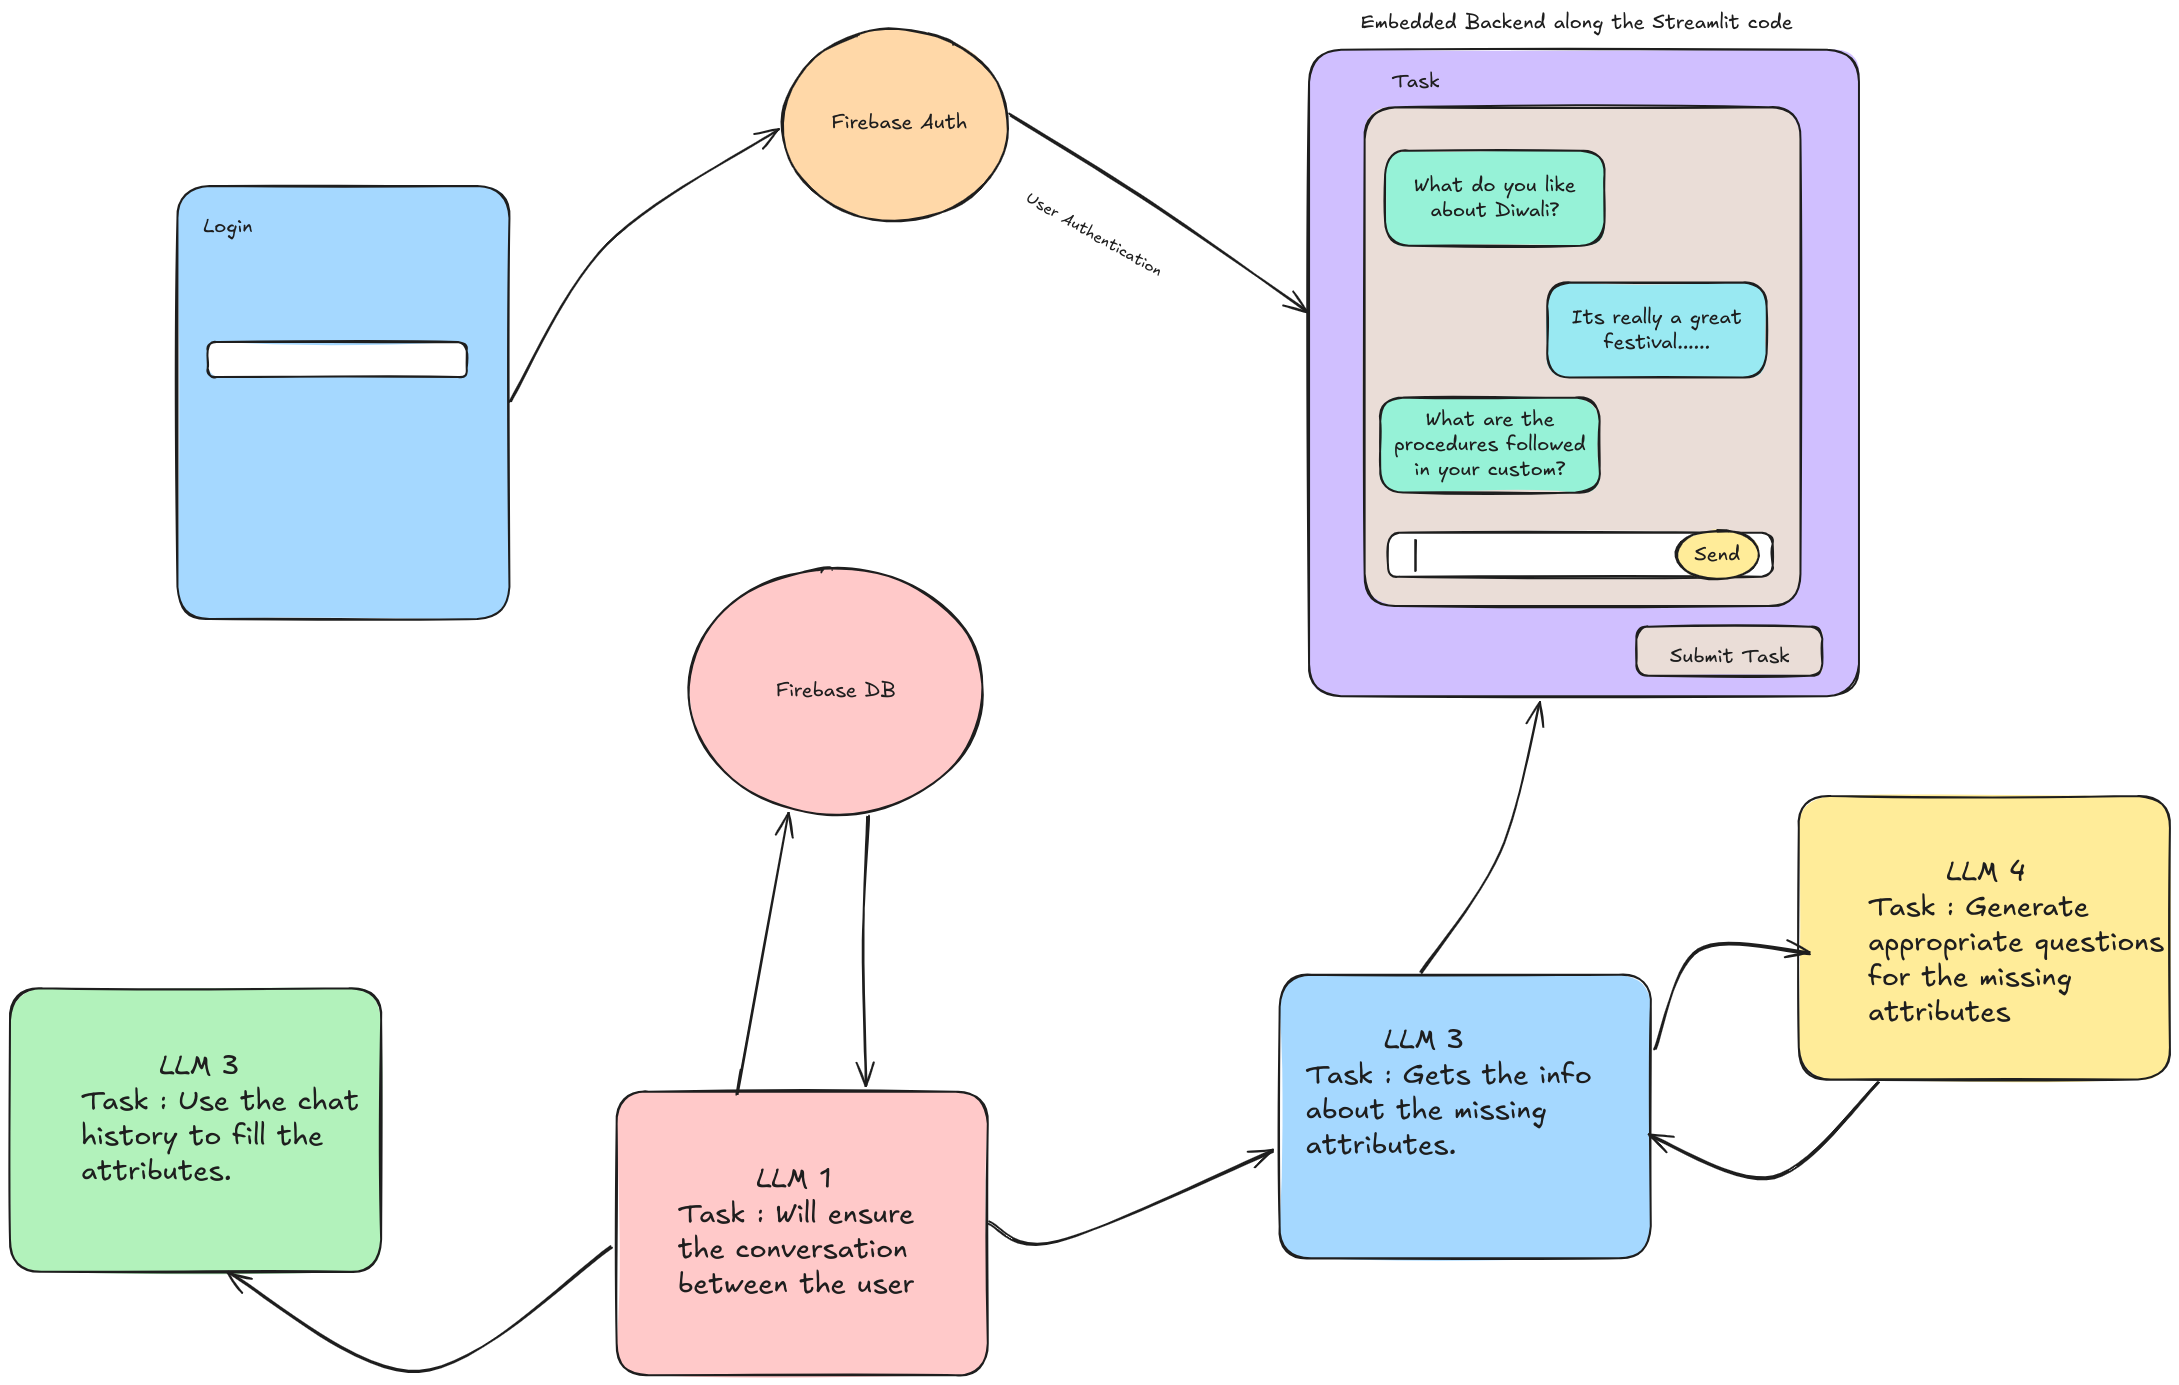 Embedded Backend along the Streamlit code
Task
Firebase Auth
What do you like
about Diwali?
User Authentication
Login
Its really a great
festival......
What are the
procedures followed
in your custom?
Send
Submit Task
Firebase DB
LLM 4
Task : Generate
appropriate questions
for the missing
attributes
LLM 3
Task : Gets the info
about the missing
attributes.
LLM 3
Task : Use the chat
history to fill the
attributes.
LLM 1
Task : Will ensure
the conversation
between the user